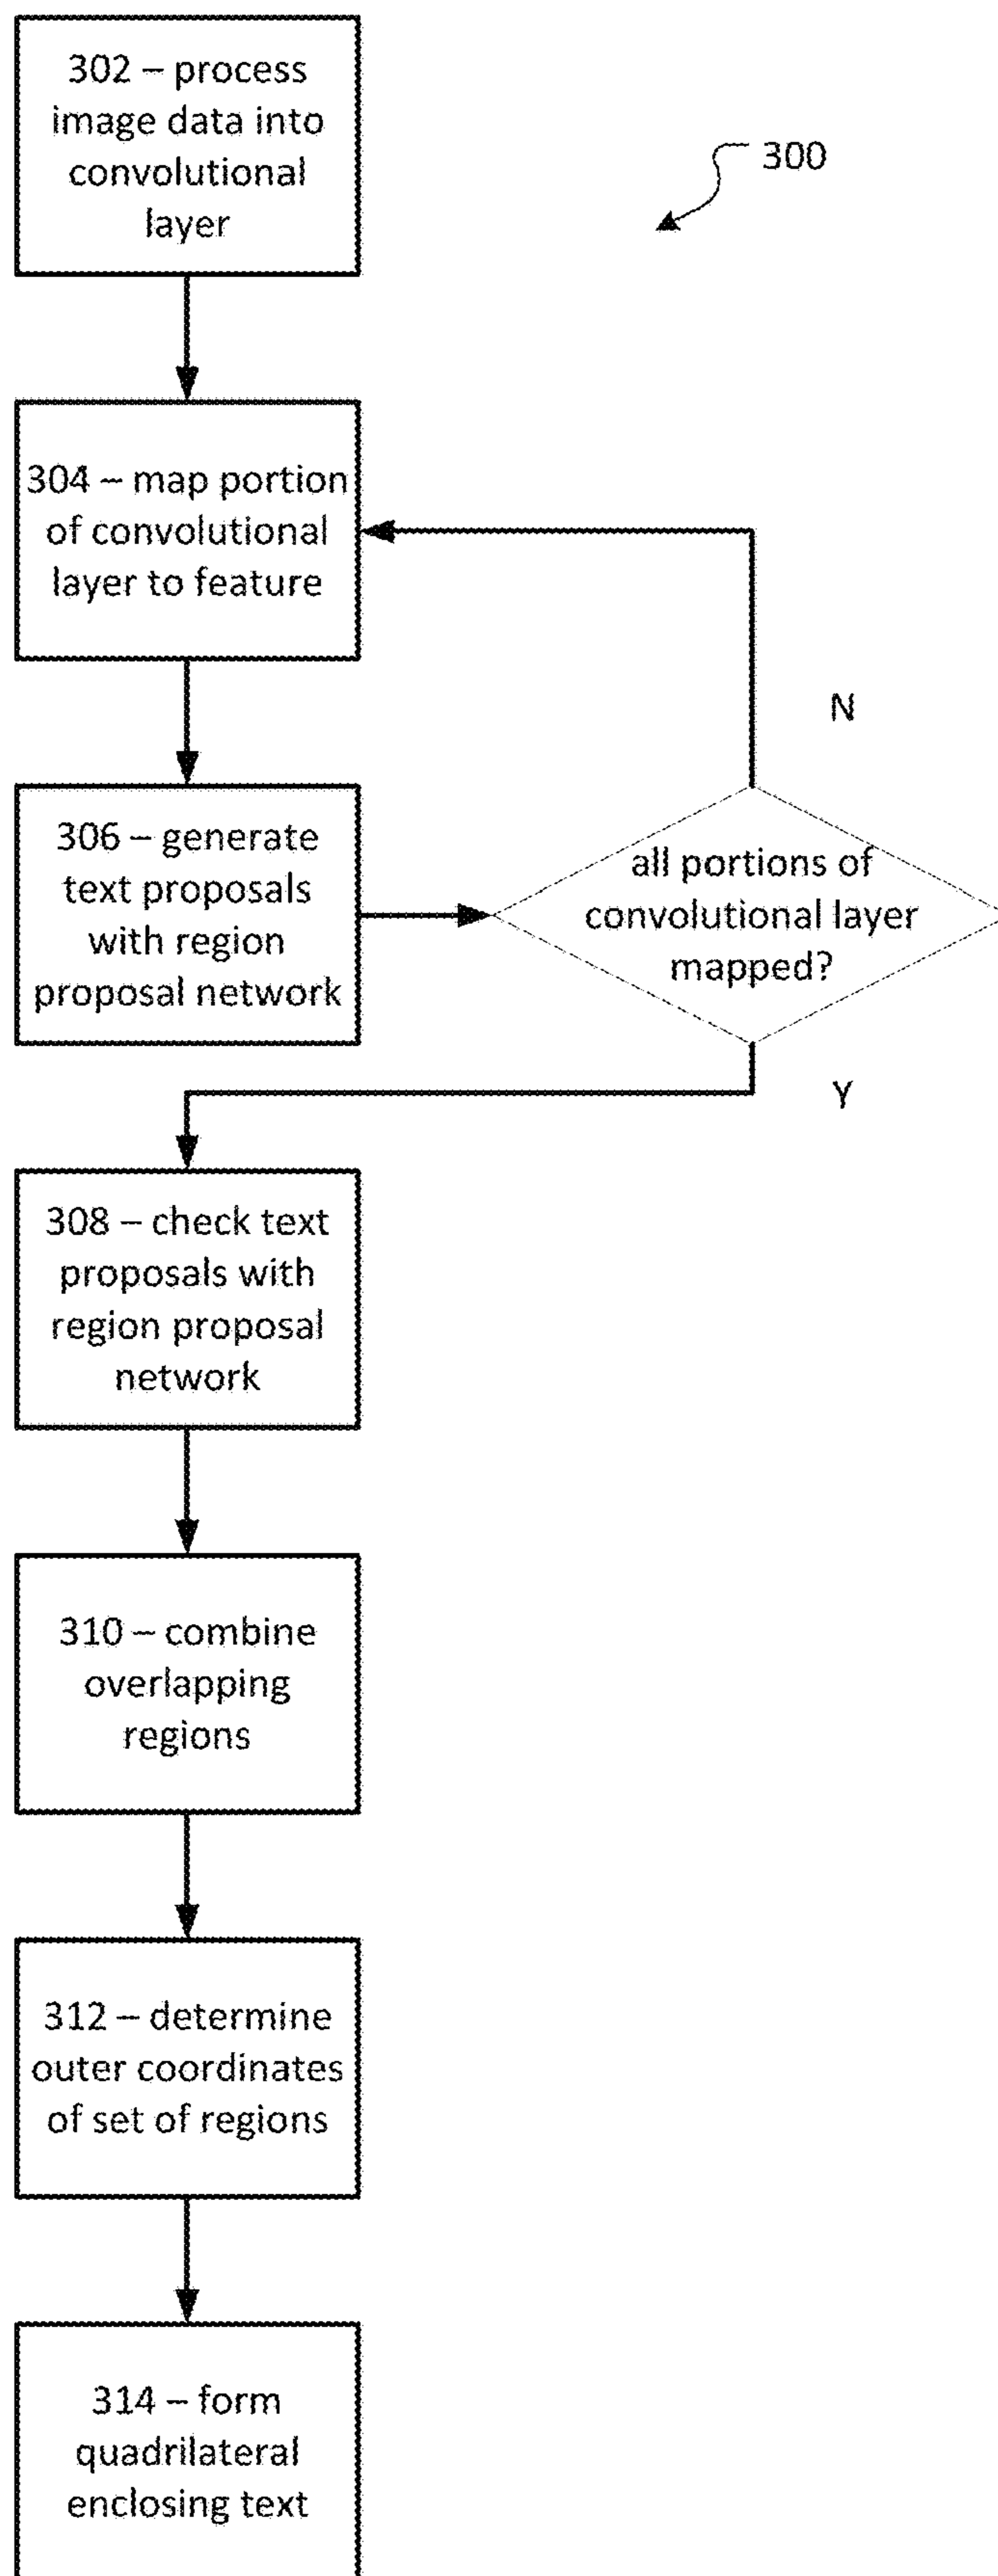 302 – process
image data into
convolutional
layer
300
304 – map portion
of convolutional
layer to feature
N
306 – generate
text proposals
with region
proposal network
all portions of
convolutional layer
mapped?
Y
308 – check text
proposals with
region proposal
network
310 – combine
overlapping
regions
312 – determine
outer coordinates
of set of regions
314 – form
quadrilateral
enclosing text